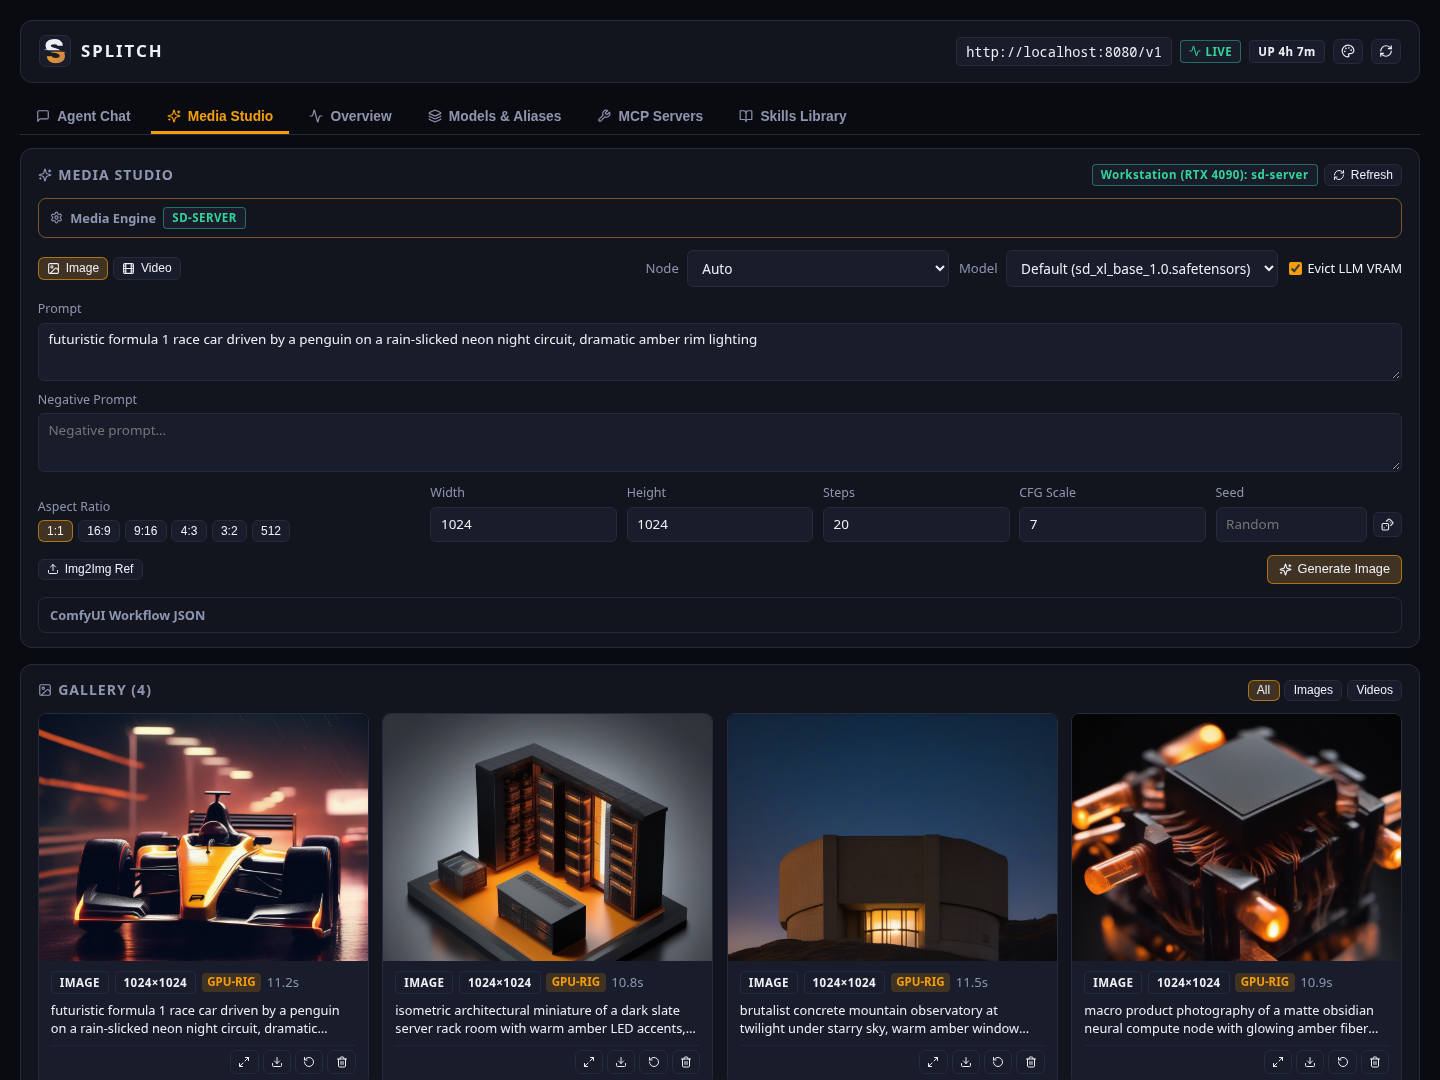 SPLITCH
http://localhost:8080/v1
LIVE
UP 4h 7m
Agent Chat
Media Studio
Overview
Models & Aliases
MCP Servers
Skills Library
MEDIA STUDIO
Workstation (RTX 4090): sd-server
Refresh
Media Engine
SD-SERVER
Image
Video
Node
Auto
Model
Default (sd_xl_base_1.0.safetensors)
Evict LLM VRAM
Prompt
futuristic formula 1 race car driven by a penguin on a rain-slicked neon night circuit, dramatic amber rim lighting
Negative Prompt
Negative prompt...
Aspect Ratio
1:1
16:9
9:16
4:3
3:2
512
Width
1024
Height
1024
Steps
20
CFG Scale
7
Seed
Random
Img2Img Ref
Generate Image
ComfyUI Workflow JSON
GALLERY (4)
All
Images
Videos
IMAGE
1024×1024
GPU-RIG
11.2s
futuristic formula 1 race car driven by a penguin
on a rain-slicked neon night circuit, dramatic...
IMAGE
1024×1024
GPU-RIG
10.8s
isometric architectural miniature of a dark slate
server rack room with warm amber LED accents,...
IMAGE
1024×1024
GPU-RIG
11.5s
brutalist concrete mountain observatory at
twilight under starry sky, warm amber window...
IMAGE
1024×1024
GPU-RIG
10.9s
macro product photography of a matte obsidian
neural compute node with glowing amber fiber...